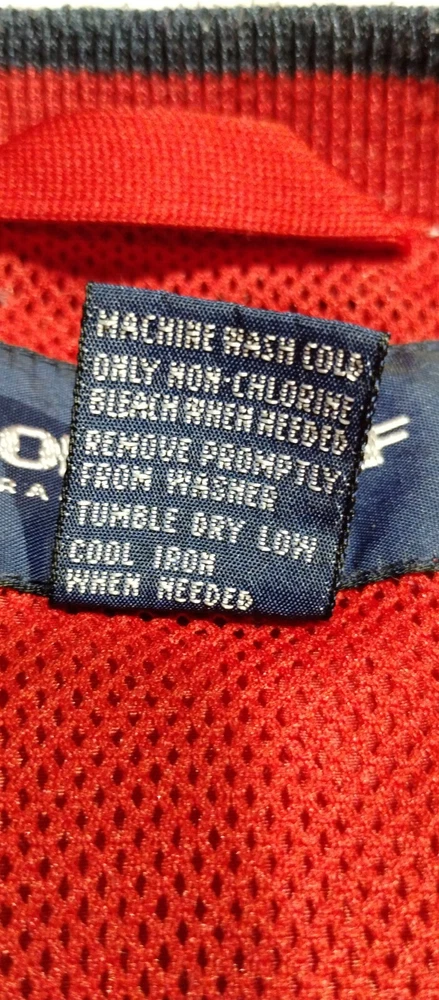 MACHINE WASH COLD
ONLY NON-CHLORINE
BLEACH WHEN NEEDED
REMOVE PROMPTLY
FROM WASHER
TUMBLE DRY LOW
COOL IRON
WHEN NEEDED
RA